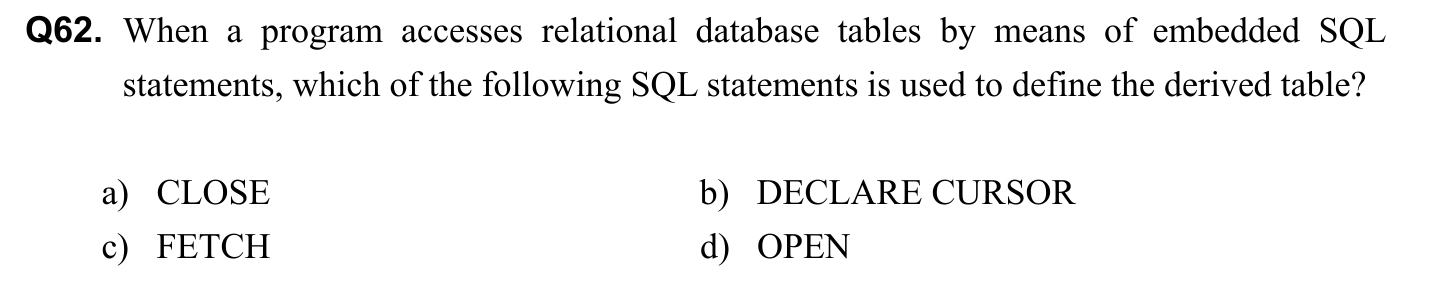 Q62. When a program accesses relational database tables by means of embedded SQL
statements, which of the following SQL statements is used to define the derived table?
a) CLOSE b) DECLARE CURSOR
c) FETCH d) OPEN